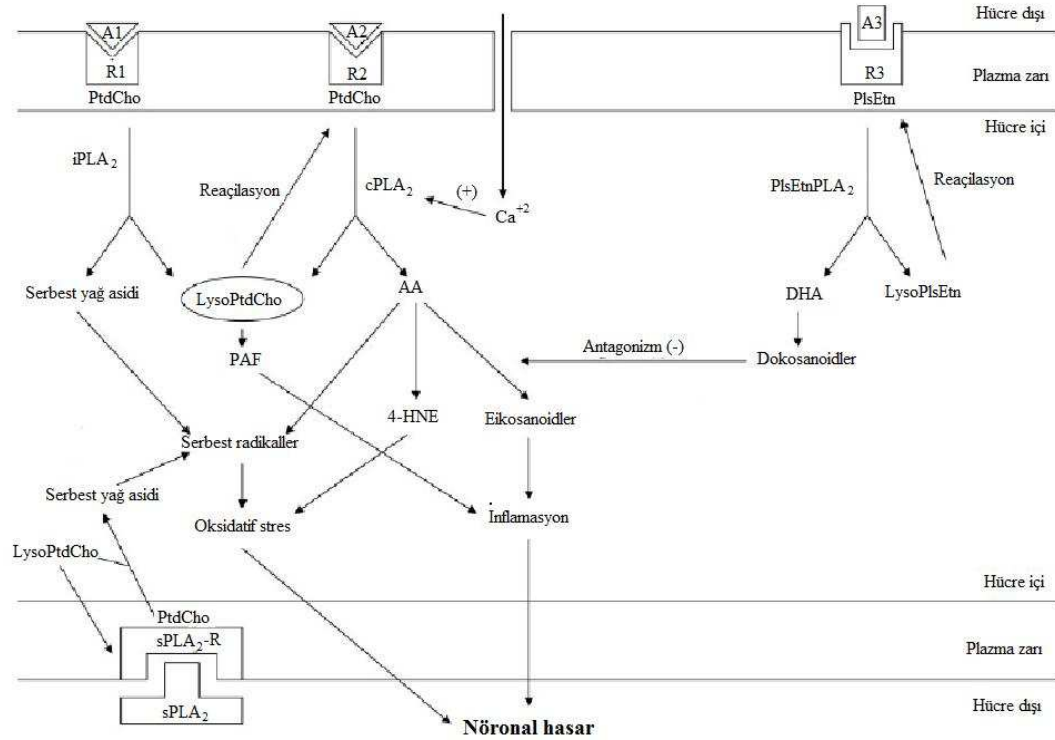 Hücre dışı
A1
A2
A3
R1
R2
R3
Plazma zarı
PtdCho
PtdCho
PlsEtn
Hücre içi
iPLA2
Reaçilasyon
cPLA2
(+)
Ca+2
PlsEtnPLA2
Reaçilasyon
Serbest yağ asidi
LysoPtdCho
AA
DHA
LysoPlsEtn
PAF
Antagonizm (-)
Dokosanoidler
4-HNE
Eikosanoidler
Serbest radikaller
Serbest yağ asidi
Oksidatif stres
İnflamasyon
LysoPtdCho
Hücre içi
PtdCho
sPLA2-R
Plazma zarı
sPLA2
Hücre dışı
Nöronal hasar